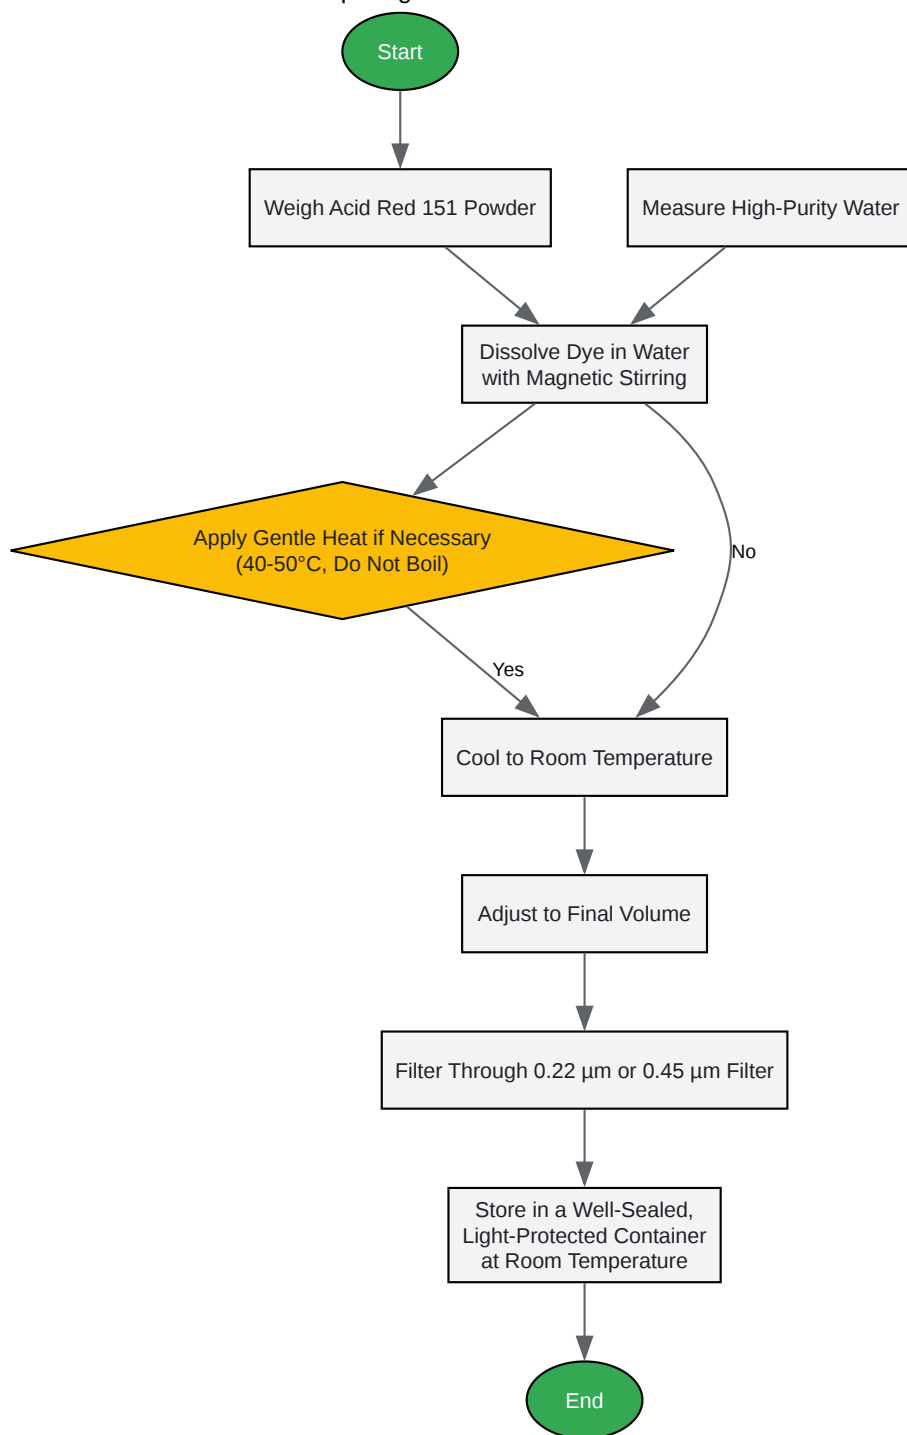 Start
Weigh Acid Red 151 Powder
Measure High-Purity Water
Dissolve Dye in Water
with Magnetic Stirring
Apply Gentle Heat if Necessary
(40-50°C, Do Not Boil)
No
Yes
Cool to Room Temperature
Adjust to Final Volume
Filter Through 0.22 µm or 0.45 µm Filter
Store in a Well-Sealed,
Light-Protected Container
at Room Temperature
End